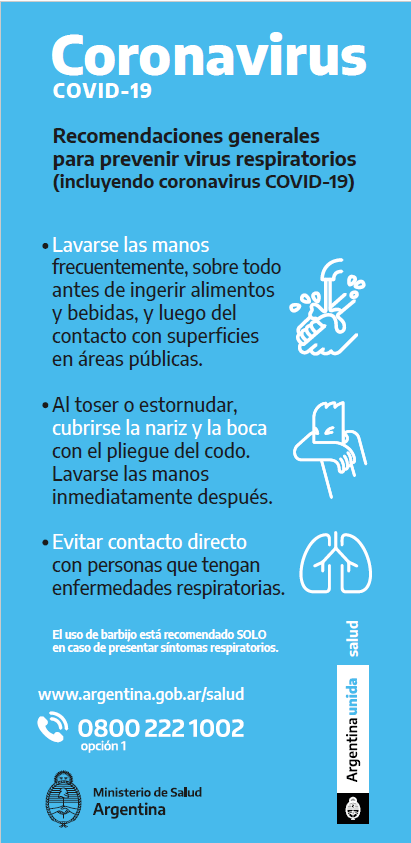 Coronavirus
COVID-19
Recomendaciones generales
para prevenir virus respiratorios
(incluyendo coronavirus COVID-19)
• Lavarse las manos
frecuentemente, sobre todo
antes de ingerir alimentos
y bebidas, y luego del
contacto con superficies
en áreas públicas.
• Al toser o estornudar,
cubrirse la nariz y la boca
con el pliegue del codo.
Lavarse las manos
inmediatamente después.
• Evitar contacto directo
con personas que tengan
enfermedades respiratorias.
El uso de barbijo está recomendado SOLO
en caso de presentar síntomas respiratorios.
www.argentina.gob.ar/salud
0800 222 1002
opción 1
Ministerio de Salud
Argentina
salud
Argentina unida